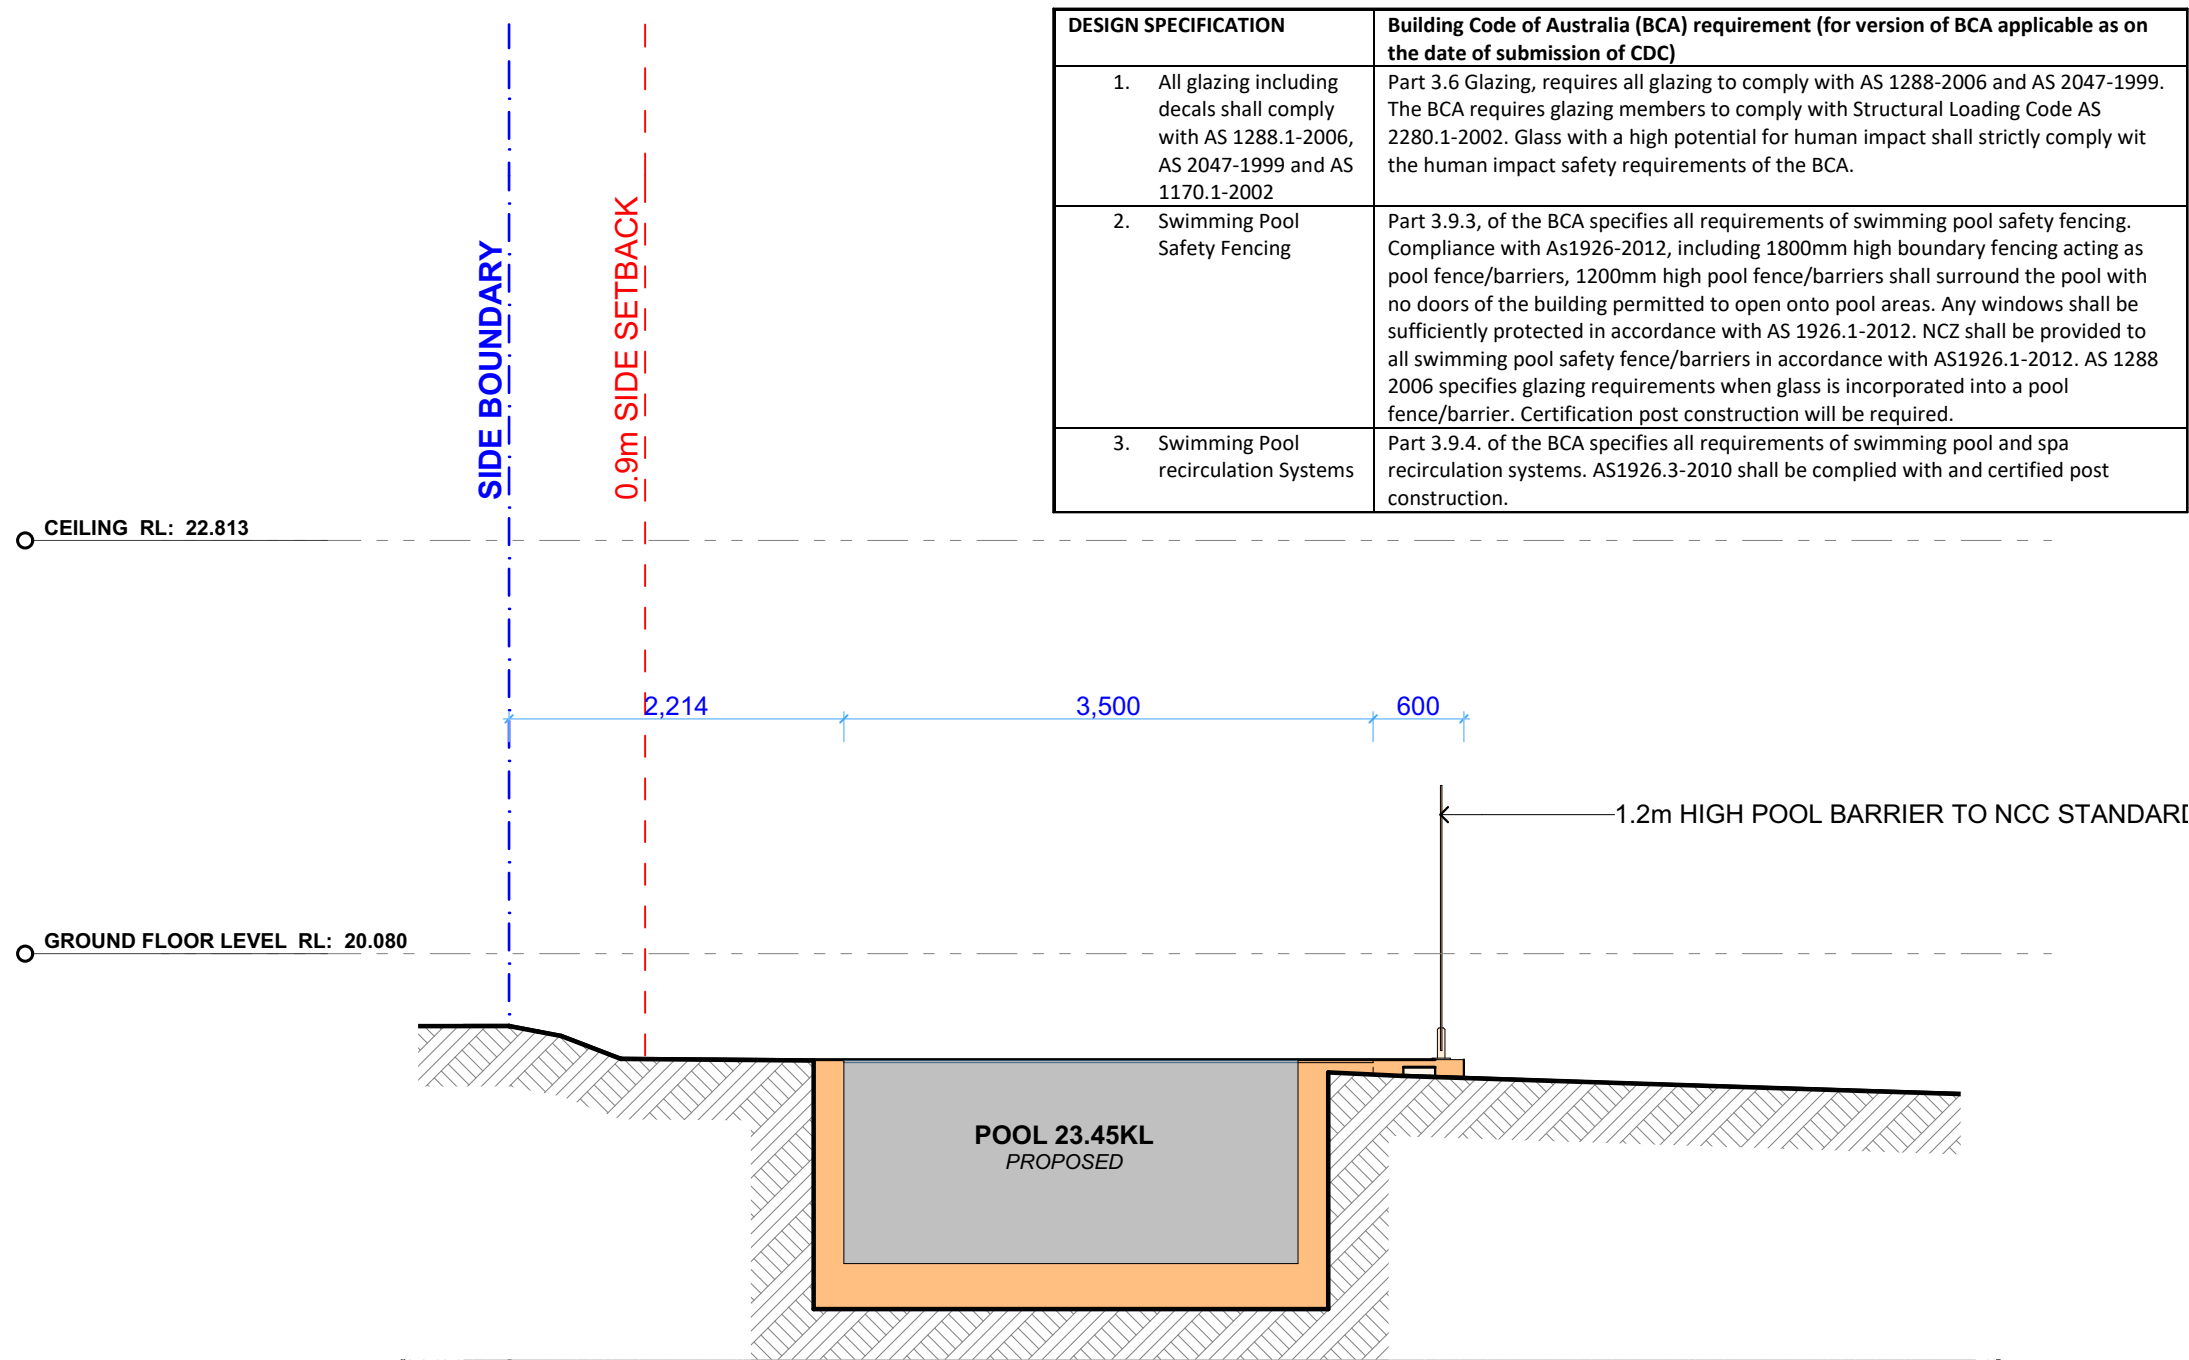 DESIGN SPECIFICATION
Building Code of Australia (BCA) requirement (for version of BCA applicable as on
the date of submission of CDC)
1. All glazing including
decals shall comply
with AS 1288.1-2006,
AS 2047-1999 and AS
1170.1-2002
Part 3.6 Glazing, requires all glazing to comply with AS 1288-2006 and AS 2047-1999.
The BCA requires glazing members to comply with Structural Loading Code AS
2280.1-2002. Glass with a high potential for human impact shall strictly comply wit
the human impact safety requirements of the BCA.
2. Swimming Pool
Safety Fencing
Part 3.9.3, of the BCA specifies all requirements of swimming pool safety fencing.
Compliance with As1926-2012, including 1800mm high boundary fencing acting as
pool fence/barriers, 1200mm high pool fence/barriers shall surround the pool with
no doors of the building permitted to open onto pool areas. Any windows shall be
sufficiently protected in accordance with AS 1926.1-2012. NCZ shall be provided to
all swimming pool safety fence/barriers in accordance with AS1926.1-2012. AS 1288
2006 specifies glazing requirements when glass is incorporated into a pool
fence/barrier. Certification post construction will be required.
3. Swimming Pool
recirculation Systems
Part 3.9.4. of the BCA specifies all requirements of swimming pool and spa
recirculation systems. AS1926.3-2010 shall be complied with and certified post
construction.
SIDE BOUNDARY
0.9m SIDE SETBACK
CEILING RL: 22.813
2,214
3,500
600
1.2m HIGH POOL BARRIER TO NCC STANDARD
GROUND FLOOR LEVEL RL: 20.080
POOL 23.45KL
PROPOSED